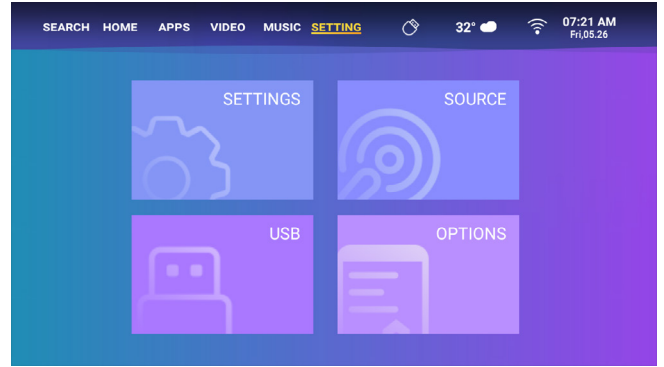 SEARCH HOME APPS VIDEO MUSIC SETTING 32° 07:21 AM
Fri,05.26
SETTINGS SOURCE
USB OPTIONS